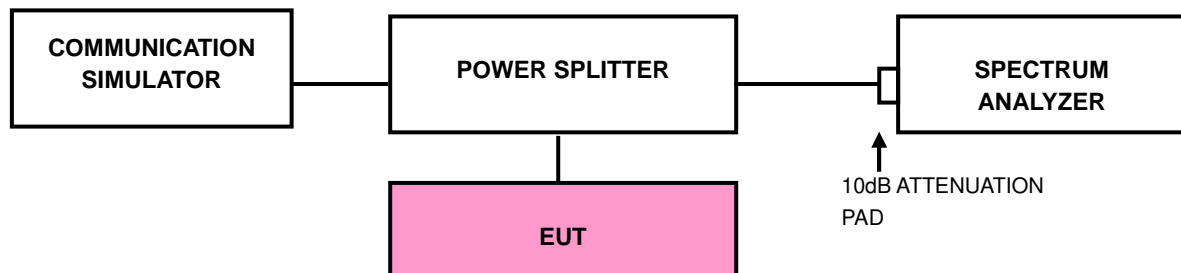 COMMUNICATION
SIMULATOR
POWER SPLITTER
SPECTRUM
ANALYZER
10dB ATTENUATION
PAD
EUT